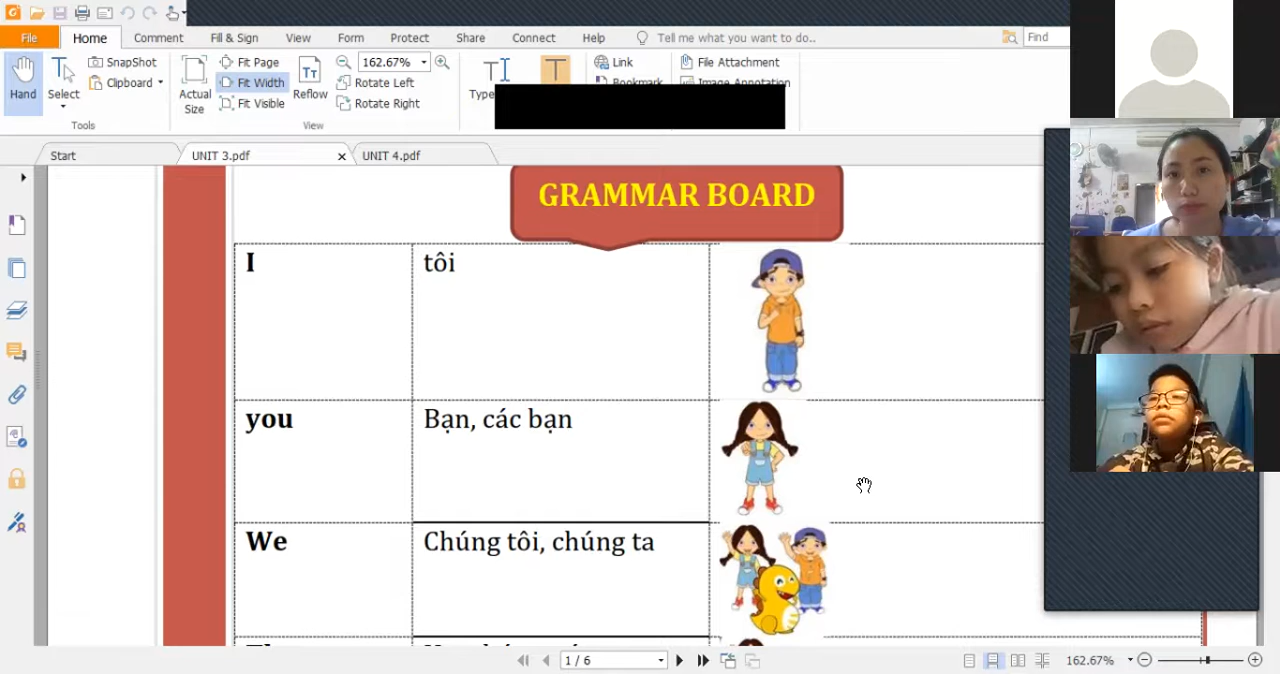 File
Home
Comment
Fill & Sign
View
Form
Protect
Share
Connect
Help
Tell me what you want to do..
Find
Hand
Select
SnapShot
Clipboard
Tools
Actual Size
Fit Page
Fit Width
Fit Visible
Reflow
162.67%
Rotate Left
Rotate Right
View
Link
Bookmark
File Attachment
Image Annotation
Start
UNIT 3.pdf
UNIT 4.pdf
GRAMMAR BOARD
I tôi
you Bạn, các bạn
We Chúng tôi, chúng ta
1 / 6
162.67%